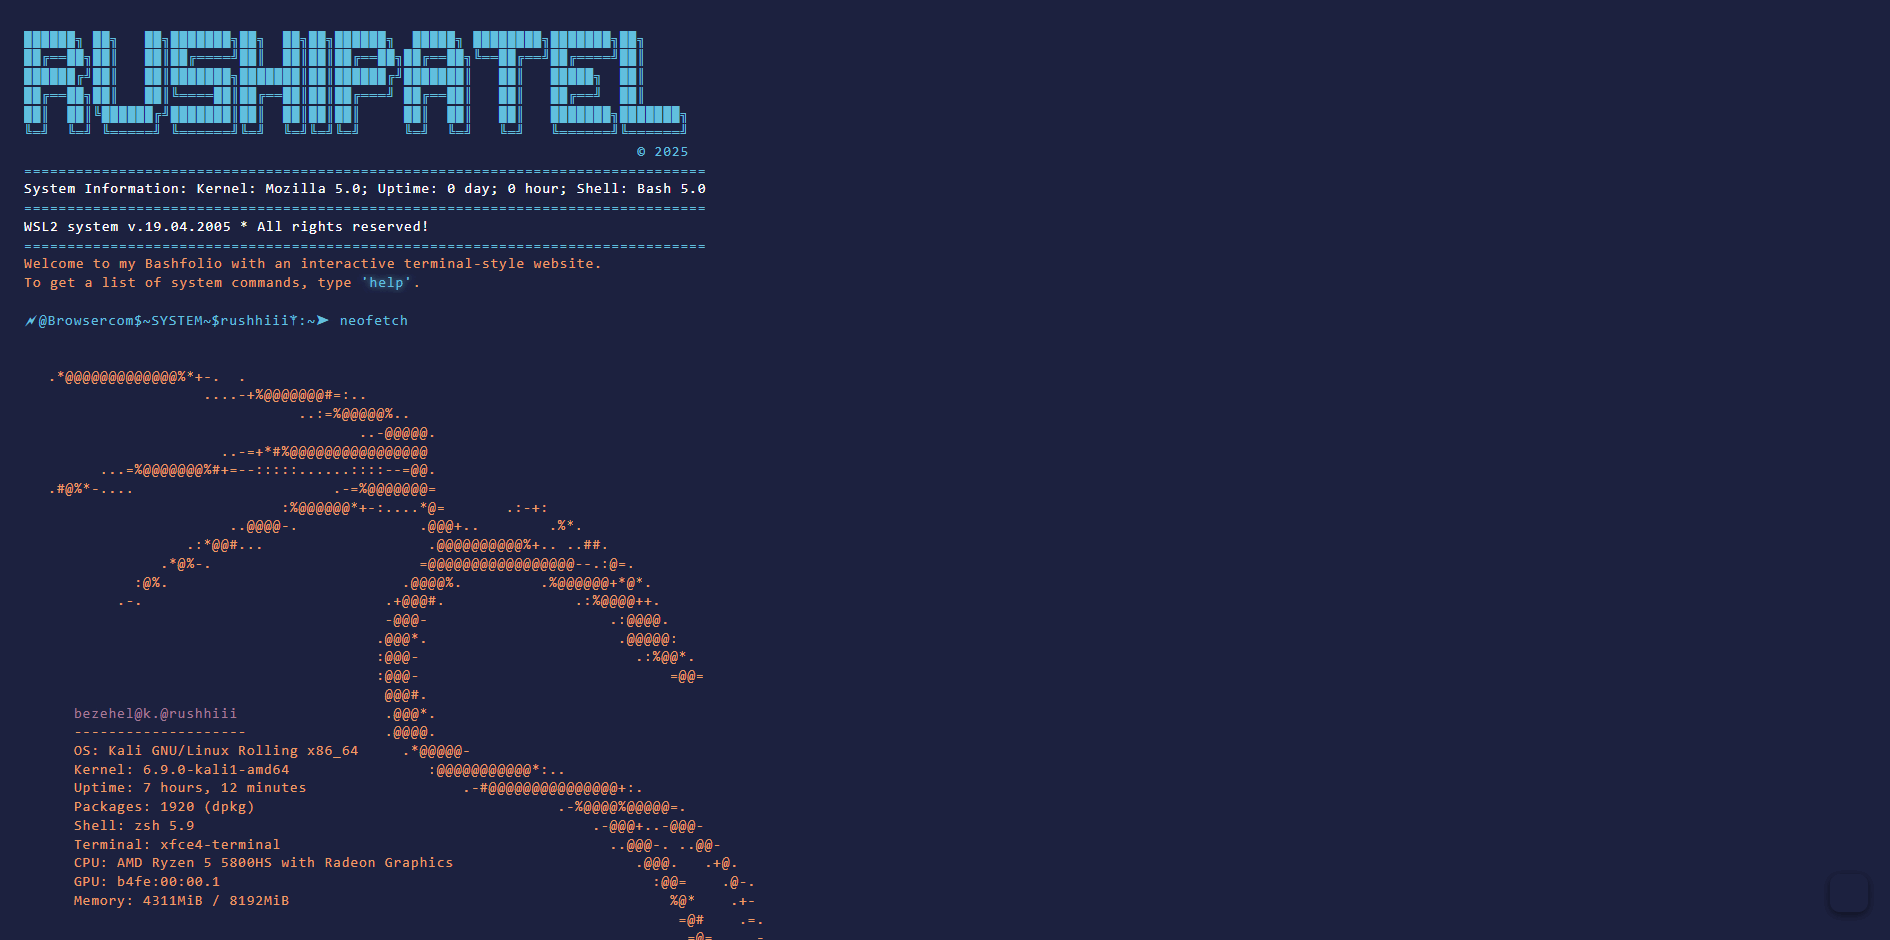 RUSHIPATEL
© 2025
===============================================================================
System Information: Kernel: Mozilla 5.0; Uptime: 0 day; 0 hour; Shell: Bash 5.0
===============================================================================
WSL2 system v.19.04.2005 * All rights reserved!
===============================================================================
Welcome to my Bashfolio with an interactive terminal-style website.
To get a list of system commands, type 'help'.
@Browsercom$~SYSTEM~$rushhiii:~➤ neofetch
bezehel@k.@rushhiii
--------------------
OS: Kali GNU/Linux Rolling x86_64
Kernel: 6.9.0-kali1-amd64
Uptime: 7 hours, 12 minutes
Packages: 1920 (dpkg)
Shell: zsh 5.9
Terminal: xfce4-terminal
CPU: AMD Ryzen 5 5800HS with Radeon Graphics
GPU: b4fe:00:00.1
Memory: 4311MiB / 8192MiB